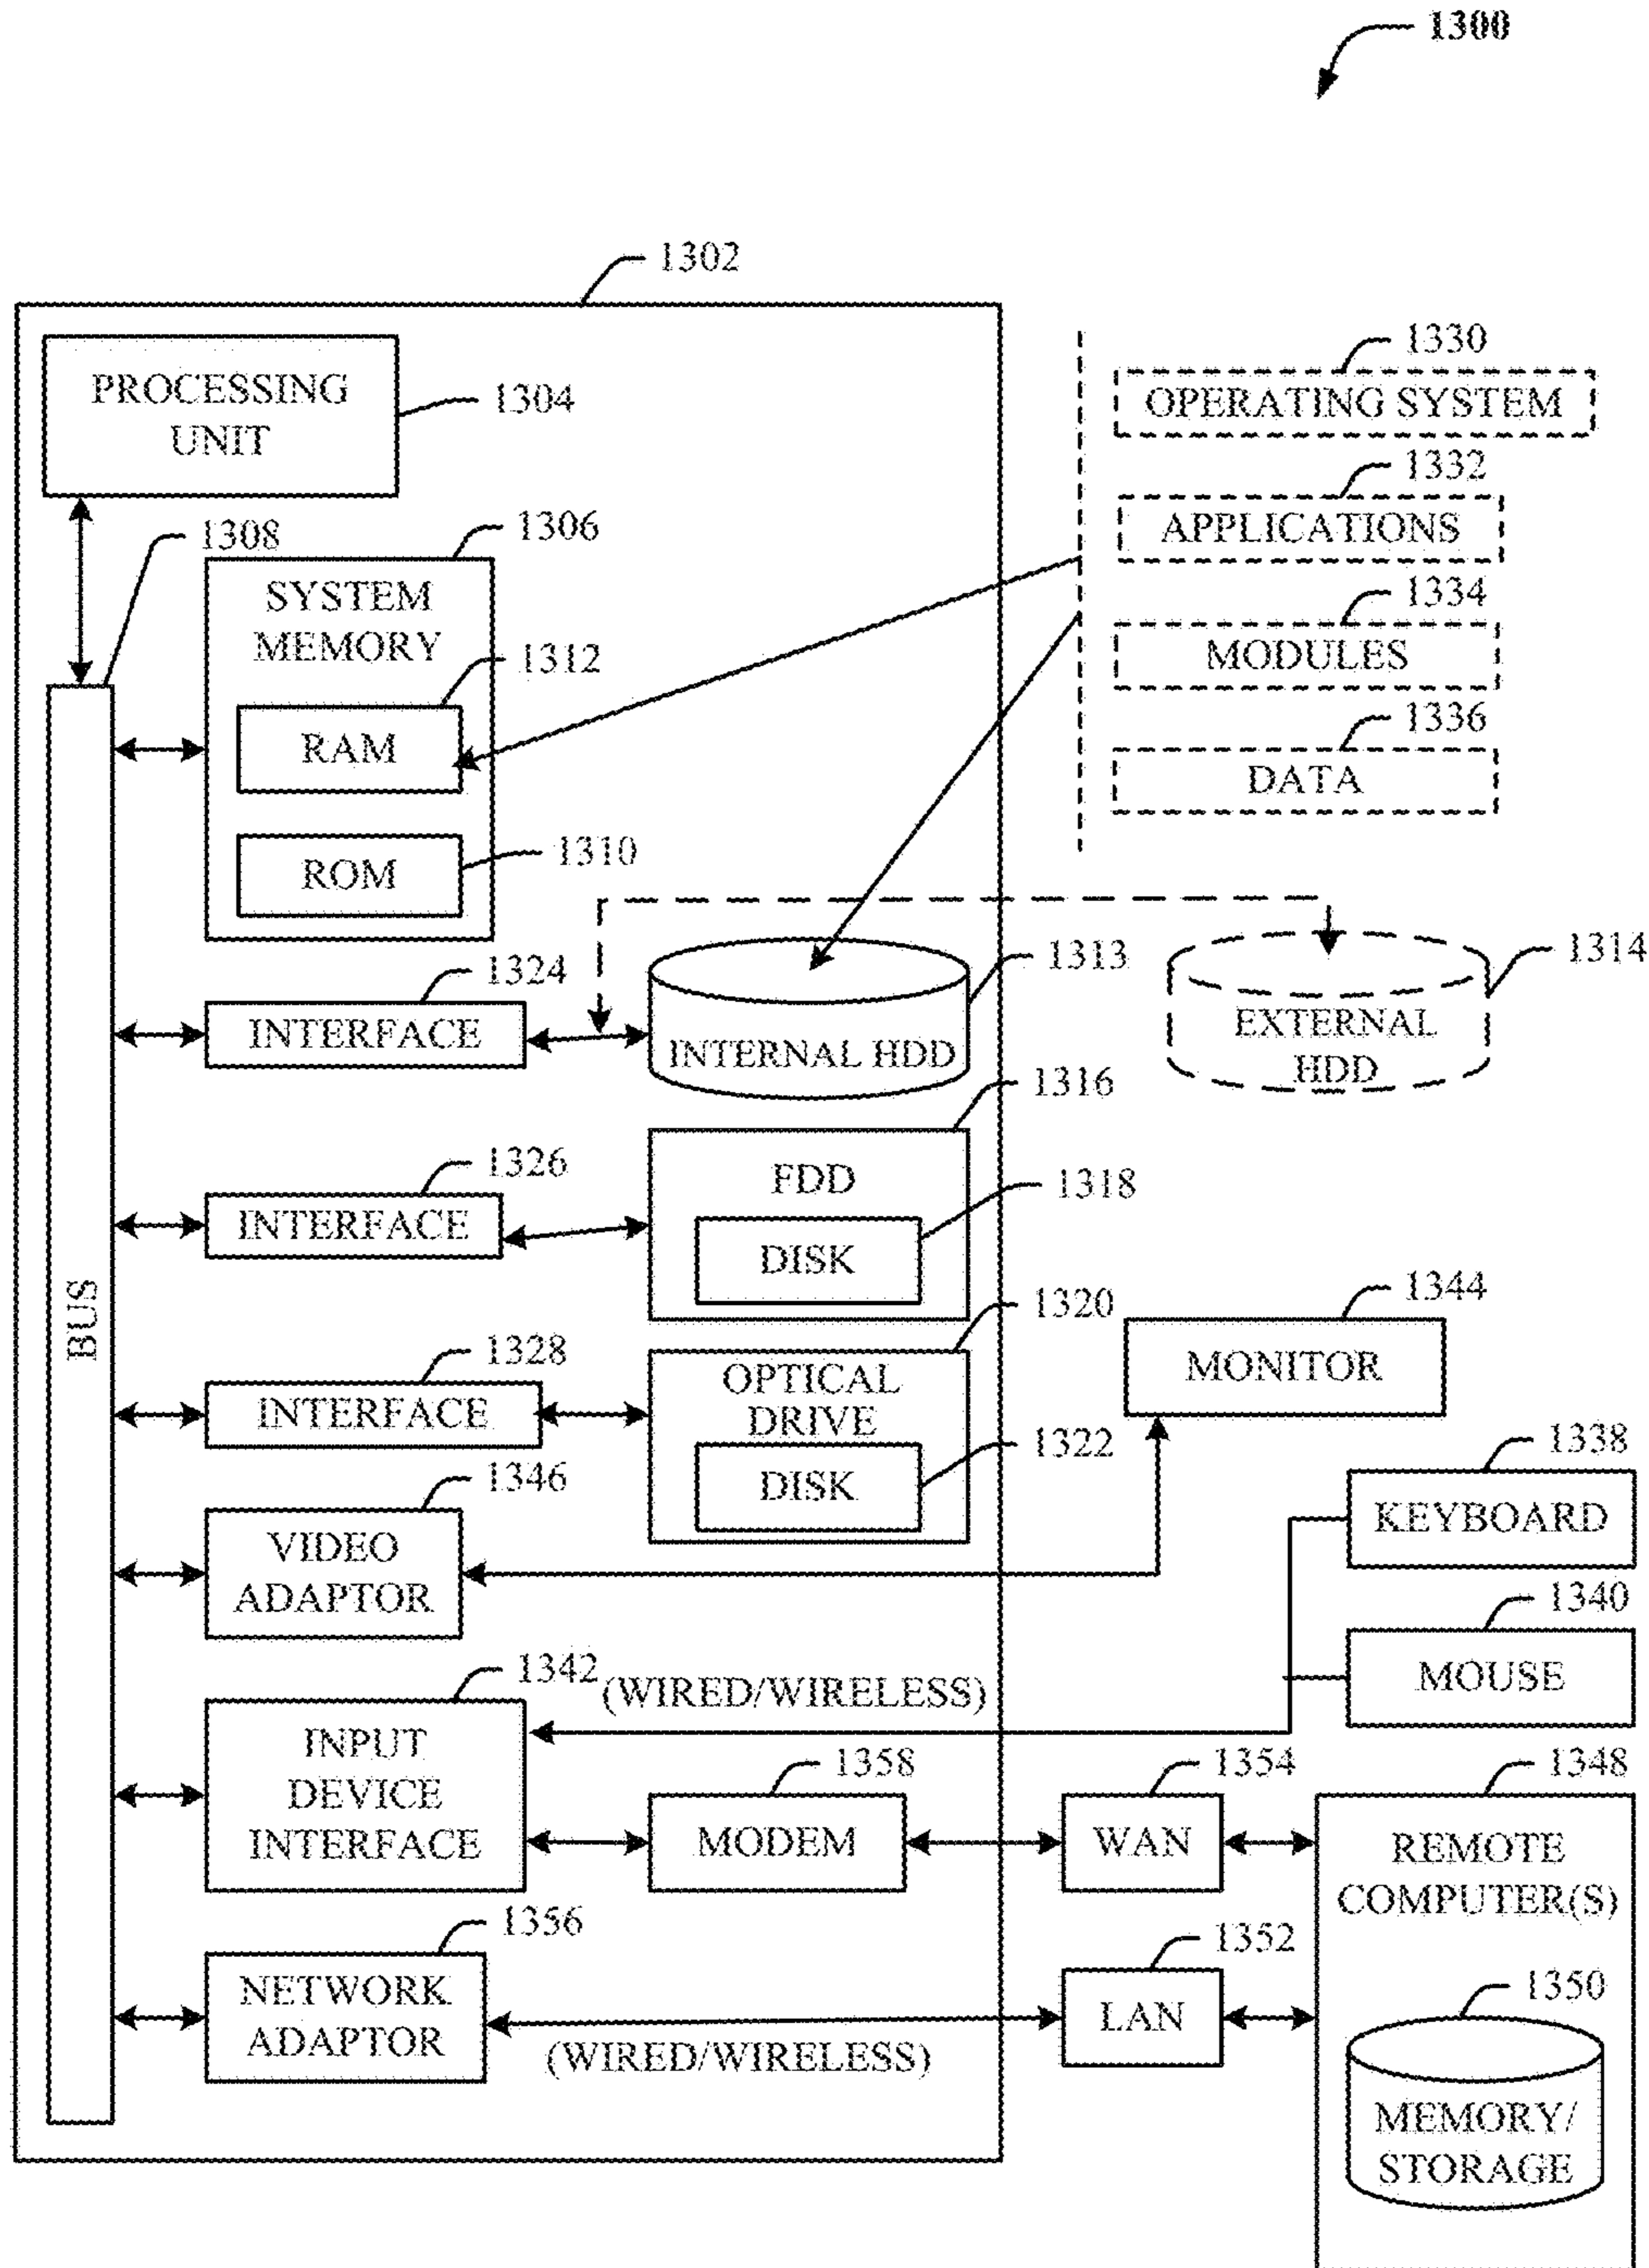 1300
1302
PROCESSING
UNIT
1304
1330
OPERATING SYSTEM
1332
APPLICATIONS
1334
MODULES
1336
DATA
1308
1306
SYSTEM
MEMORY
1312
RAM
1310
ROM
1324
INTERFACE
1313
INTERNAL HDD
1314
EXTERNAL
HDD
1316
FDD
1318
DISK
1326
INTERFACE
BUS
1320
OPTICAL
DRIVE
1322
DISK
1328
INTERFACE
1344
MONITOR
1346
VIDEO
ADAPTOR
1338
KEYBOARD
1340
MOUSE
1342
(WIRED/WIRELESS)
INPUT
DEVICE
INTERFACE
1358
MODEM
1354
WAN
1348
REMOTE
COMPUTER(S)
1356
NETWORK
ADAPTOR
(WIRED/WIRELESS)
1352
LAN
1350
MEMORY/
STORAGE